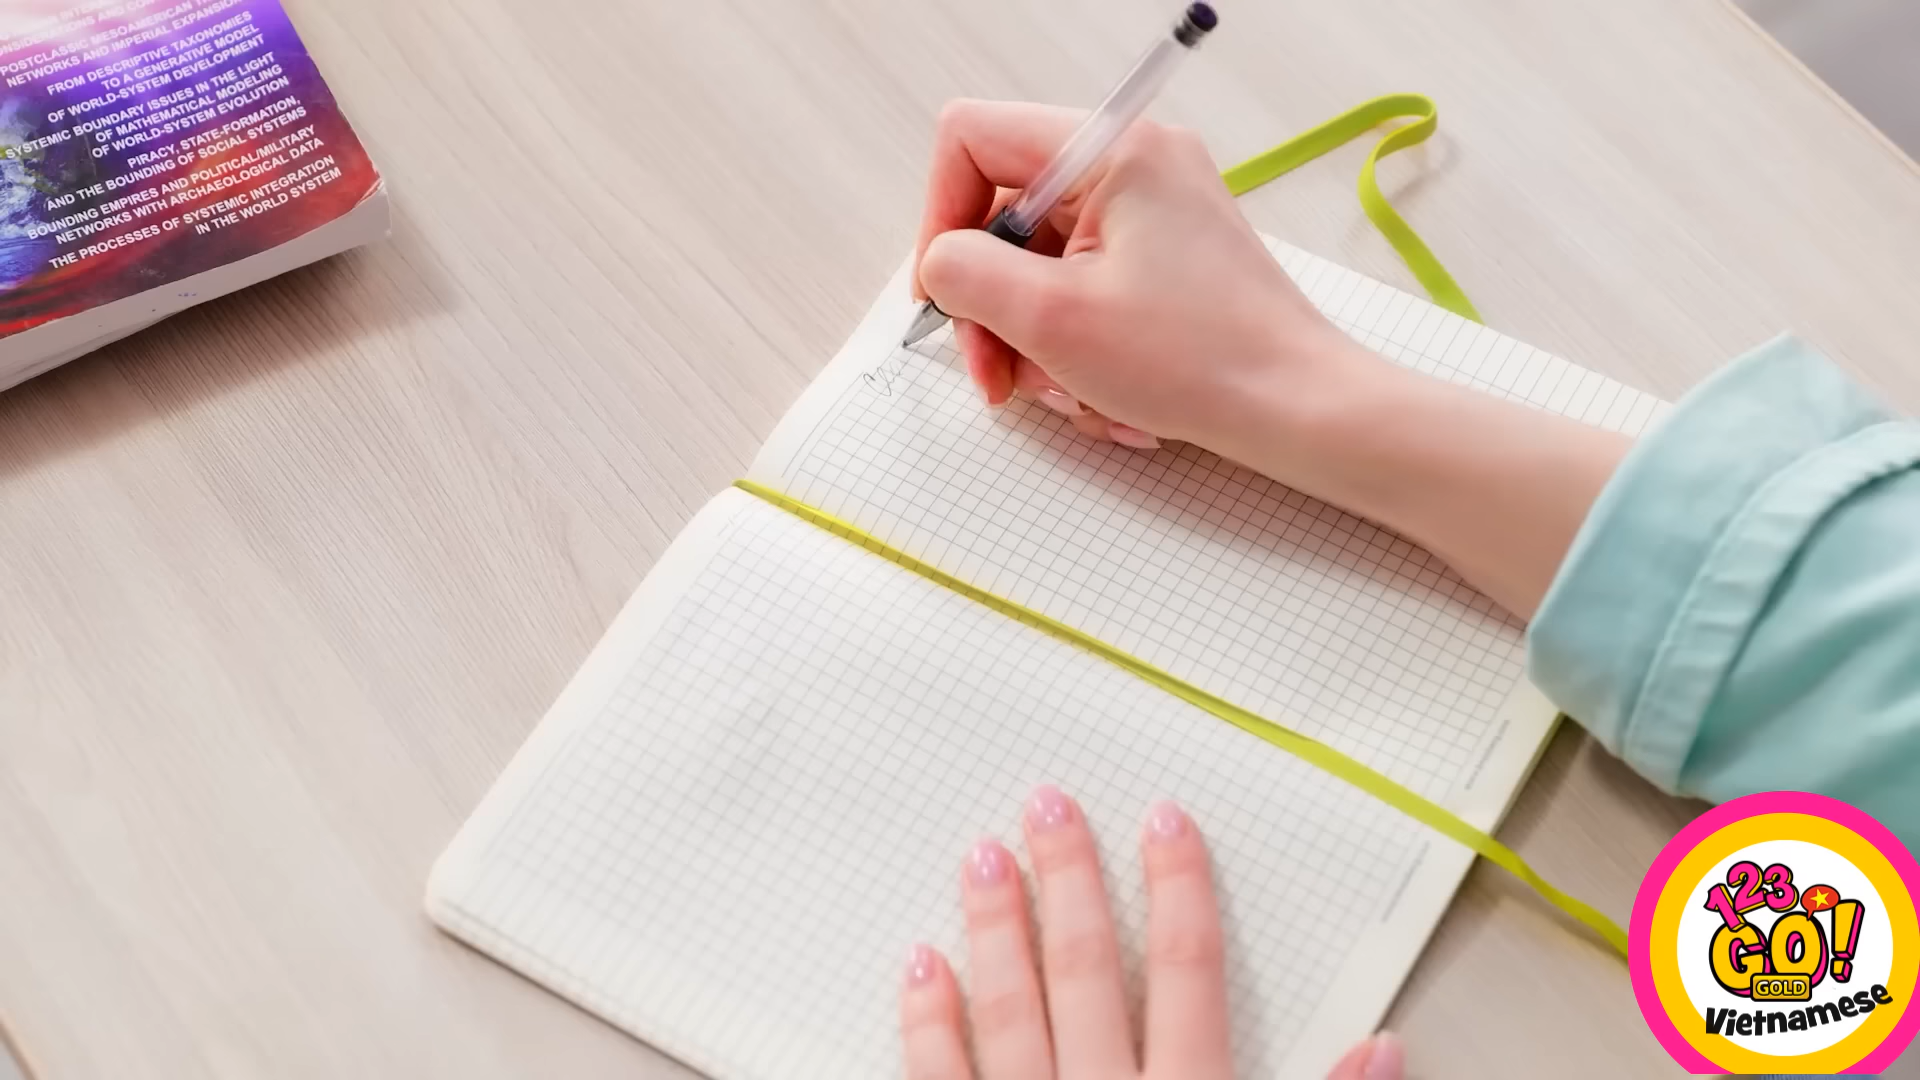 POSTCLASSIC MESOAMERICAN
NETWORKS AND IMPERIAL EXPANSION
FROM DESCRIPTIVE TAXONOMIES
TO A GENERATIVE MODEL
OF WORLD-SYSTEM DEVELOPMENT
SYSTEMIC BOUNDARY ISSUES IN THE LIGHT
OF MATHEMATICAL MODELING
OF WORLD-SYSTEM EVOLUTION
PIRACY, STATE-FORMATION,
AND THE BOUNDING OF SOCIAL SYSTEMS
BOUNDING EMPIRES AND POLITICAL/MILITARY
NETWORKS WITH ARCHAEOLOGICAL DATA
THE PROCESSES OF SYSTEMIC INTEGRATION
IN THE WORLD SYSTEM
123
GO!
GOLD
Vietnamese